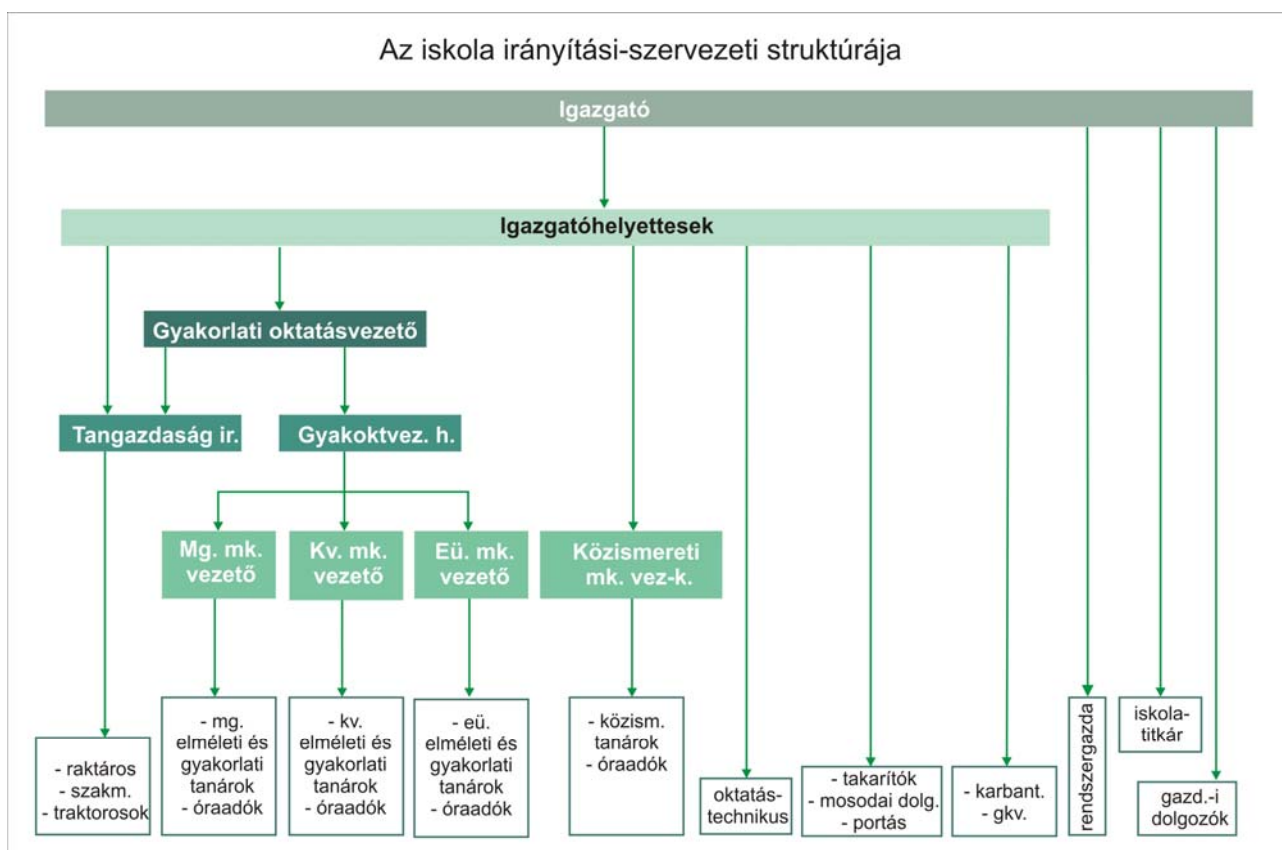 Az iskola irányítási-szervezeti struktúrája
Igazgató
Igazgatóhelyettesek
Gyakorlati oktatásvezető
Tangazdaság ir.
Gyakoktvez. h.
Mg. mk.
vezető
Kv. mk.
vezető
Eü. mk.
vezető
Közismereti
mk. vez-k.
- raktáros
- szakm.
- traktorosok
- mg.
elméleti és
gyakorlati
tanárok
- óraadók
- kv.
elméleti és
gyakorlati
tanárok
- óraadók
- eü.
elméleti és
gyakorlati
tanárok
- óraadók
- közism.
tanárok
- óraadók
oktatás-
technikus
- takarítók
- mosodai dolg.
- portás
- karbant.
- gkv.
rendszergazda
iskola-
titkár
gazd.-i
dolgozók